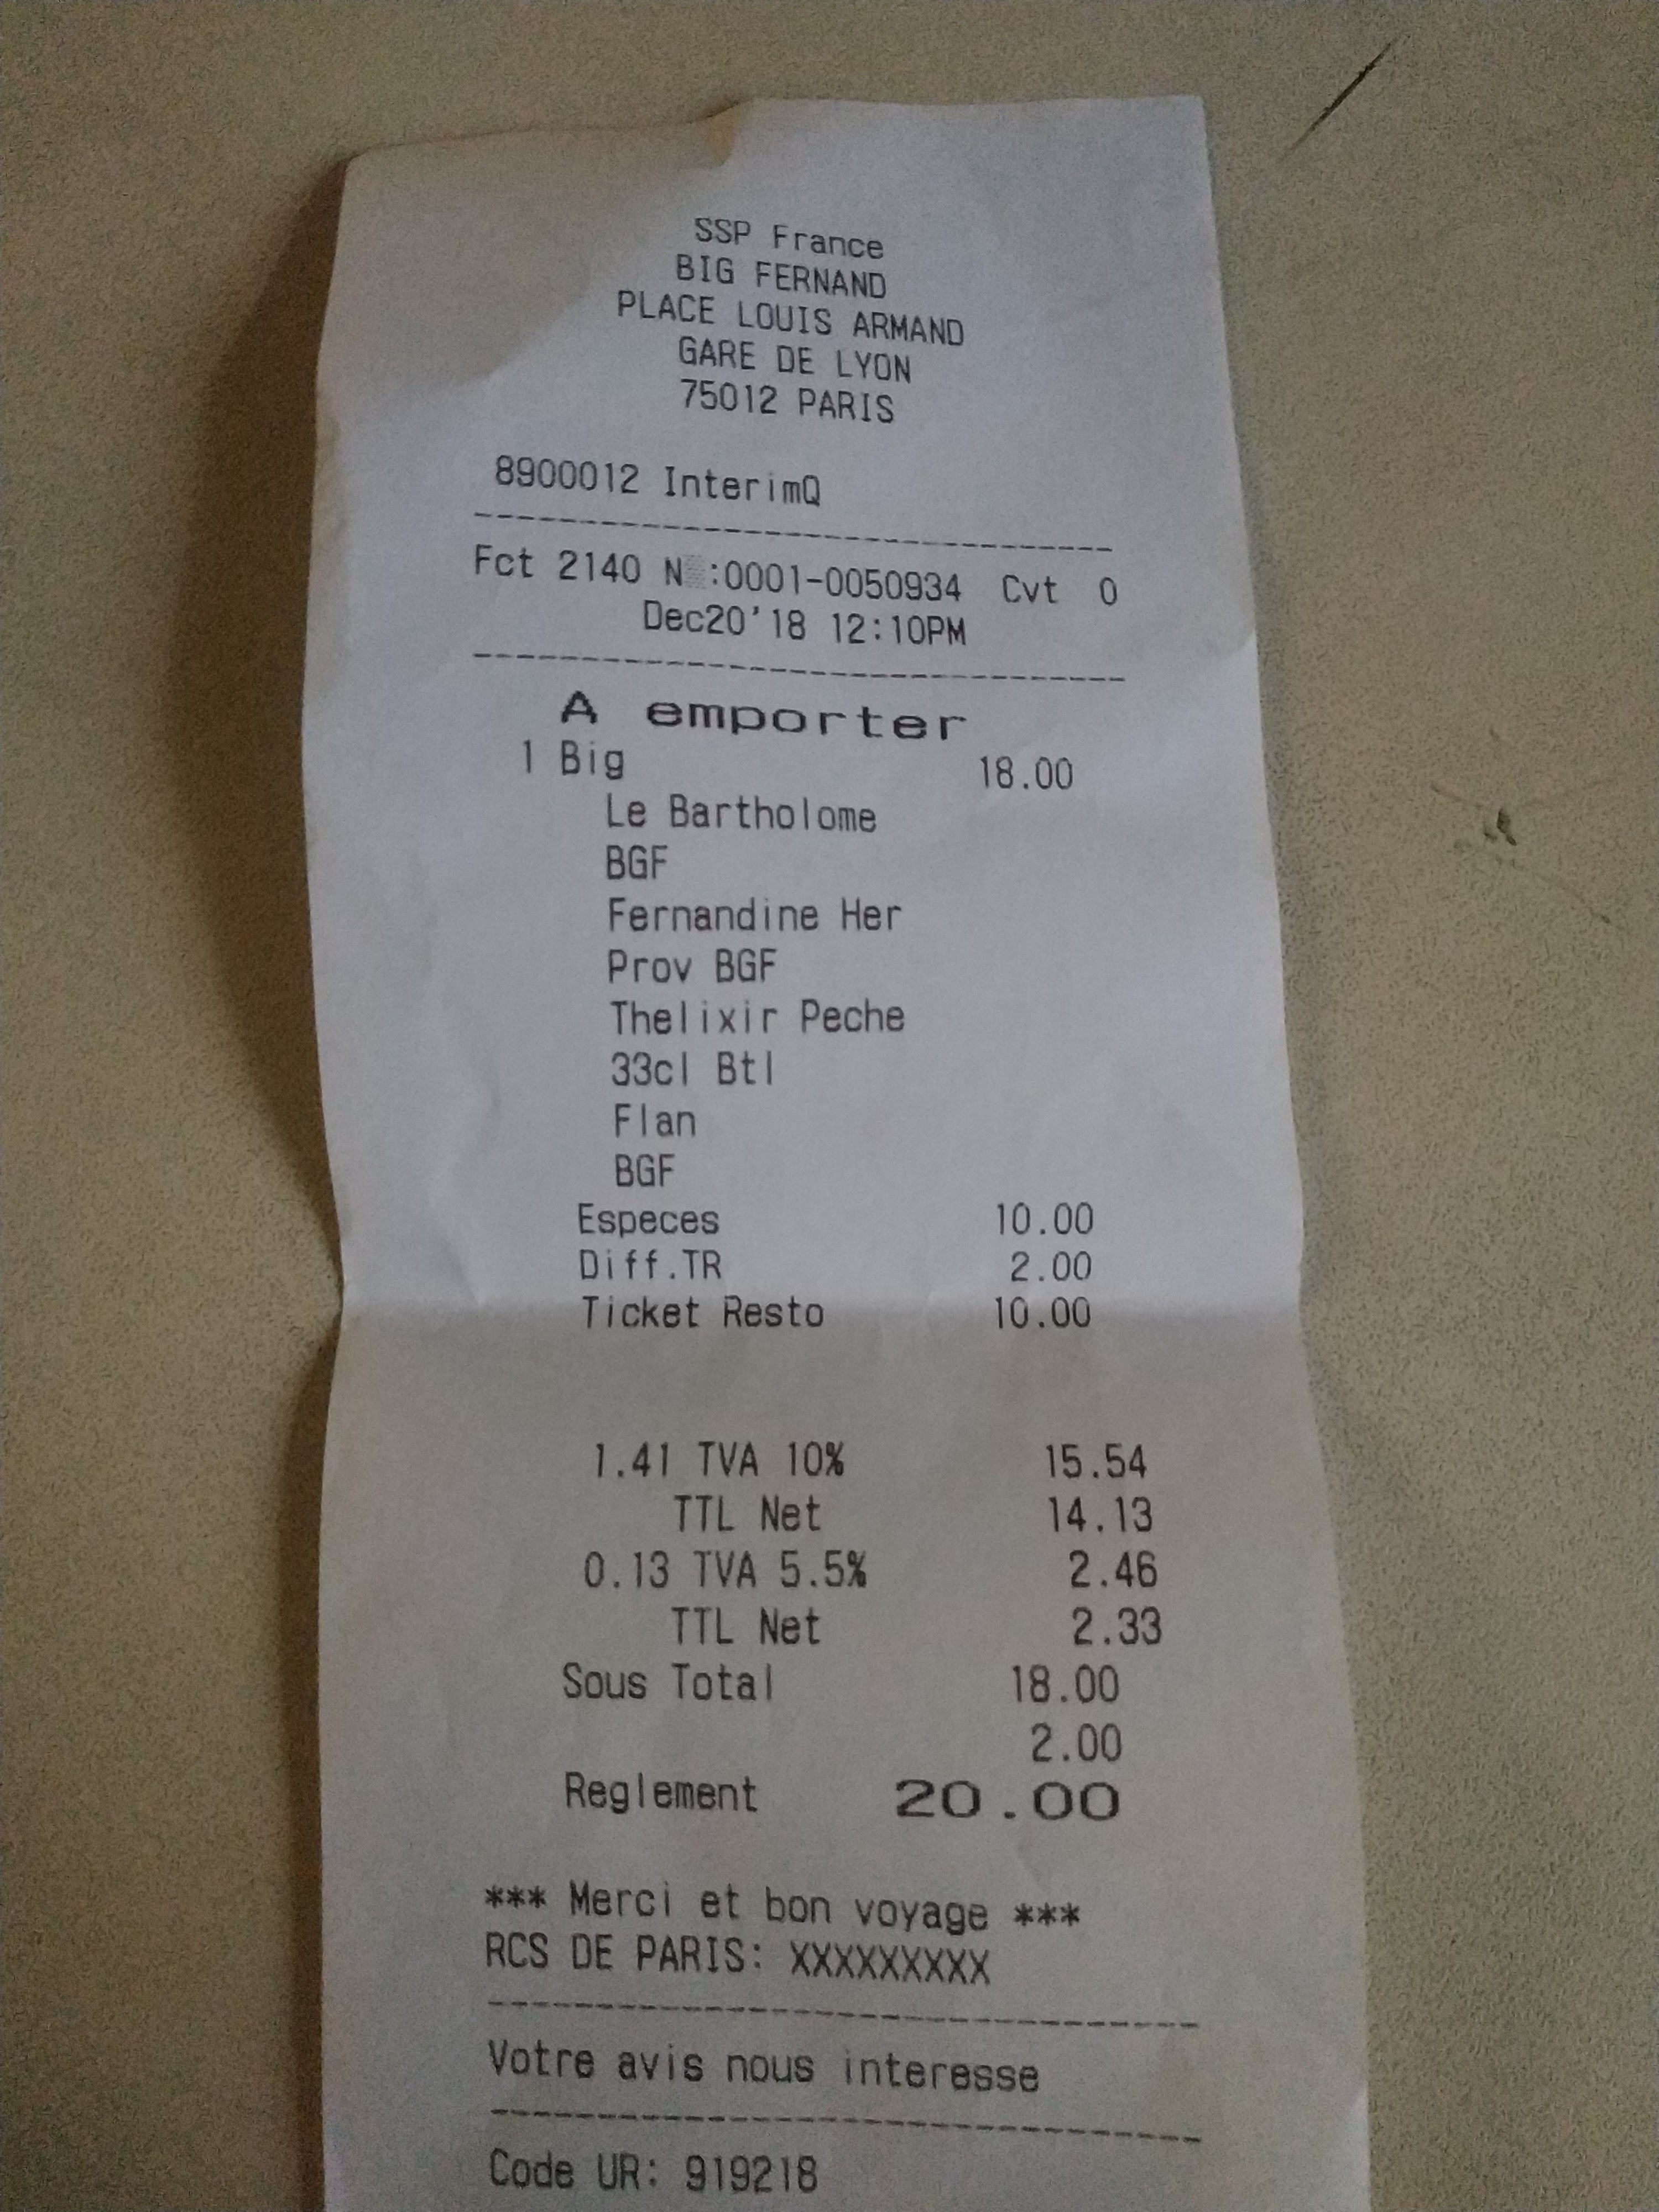 SSP France
BIG FERNAND
PLACE LOUIS ARMAND
GARE DE LYON
75012 PARIS
8900012 InterimQ
--------------------------------
Fct 2140 N▒:0001-0050934 Cvt 0
Dec20'18 12:10PM
--------------------------------
A emporter
1 Big 18.00
Le Bartholome
BGF
Fernandine Her
Prov BGF
Thelixir Peche
33cl Btl
Flan
BGF
Especes 10.00
Diff.TR 2.00
Ticket Resto 10.00
1.41 TVA 10% 15.54
TTL Net 14.13
0.13 TVA 5.5% 2.46
TTL Net 2.33
Sous Total 18.00
2.00
Reglement 20.00
*** Merci et bon voyage ***
RCS DE PARIS: XXXXXXXXX
--------------------------------
Votre avis nous interesse
--------------------------------
Code UR: 919218